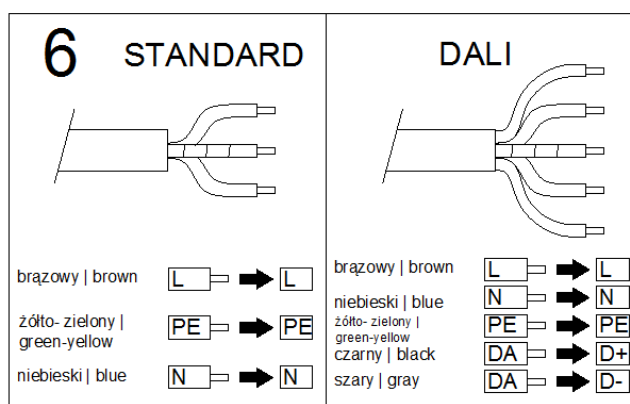 6 STANDARD
brązowy | brown L L
żółto- zielony |
green-yellow PE PE
niebieski | blue N N
DALI
brązowy | brown L L
niebieski | blue N N
żółto- zielony |
green-yellow PE PE
czarny | black DA D+
szary | gray DA D-